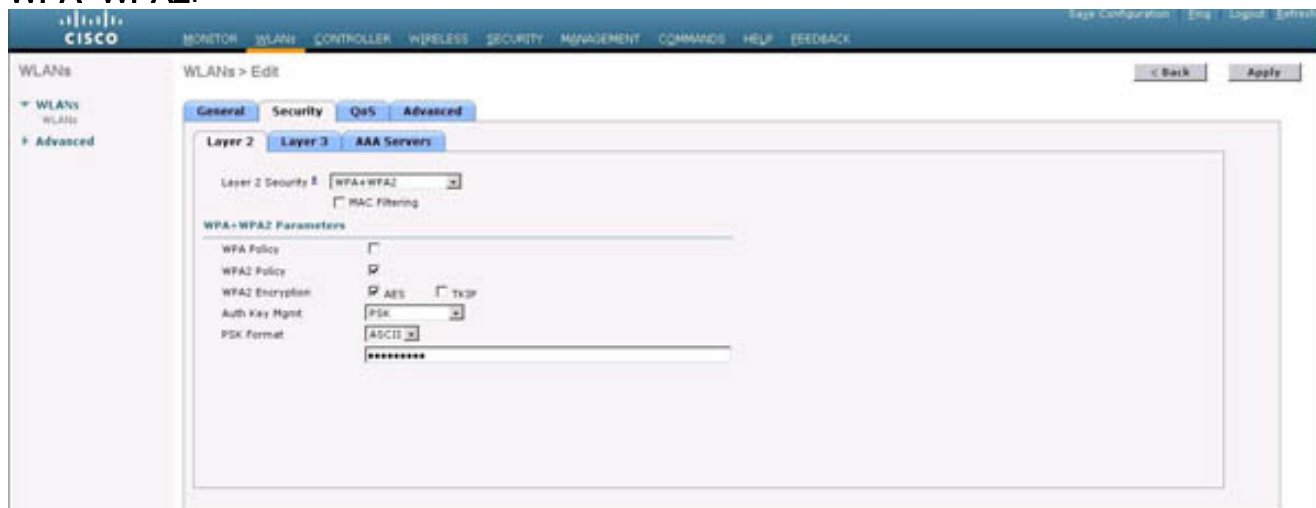 WPA+WPA2:
Save Configuration Ping Logout Refresh
CISCO
MONITOR WLANs CONTROLLER WIRELESS SECURITY MANAGEMENT COMMANDS HELP FEEDBACK
WLANs
WLANs > Edit
< Back
Apply
WLANs
WLANs
Advanced
General Security QoS Advanced
Layer 2 Layer 3 AAA Servers
Layer 2 Security WPA+WPA2
MAC Filtering
WPA+WPA2 Parameters
WPA Policy
WPA2 Policy
WPA2 Encryption AES TKIP
Auth Key Mgmt PSK
PSK Format ASCII
•••••••••